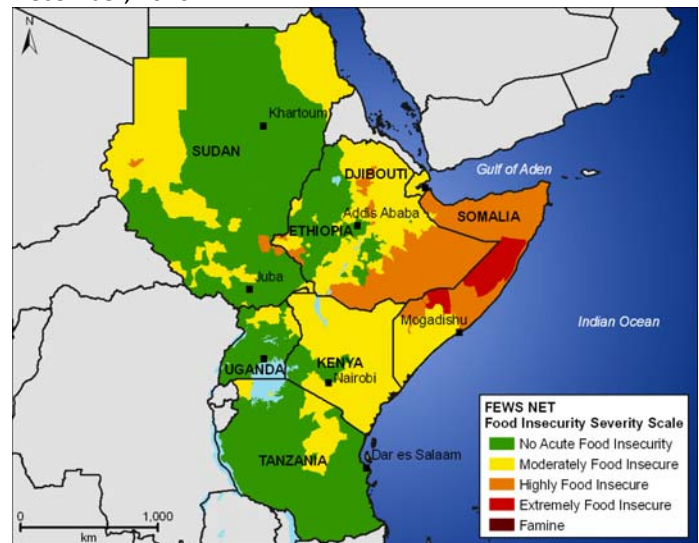 N
Khartoum
SUDAN
DJIBOUTI
Gulf of Aden
Addis Ababa
SOMALIA
ETHIOPIA
Juba
Mogadishu
Indian Ocean
UGANDA
KENYA
Nairobi
TANZANIA
Dar es Salaam
FEWS NET
Food Insecurity Severity Scale
No Acute Food Insecurity
Moderately Food Insecure
Highly Food Insecure
Extremely Food Insecure
Famine
0 1,000
km